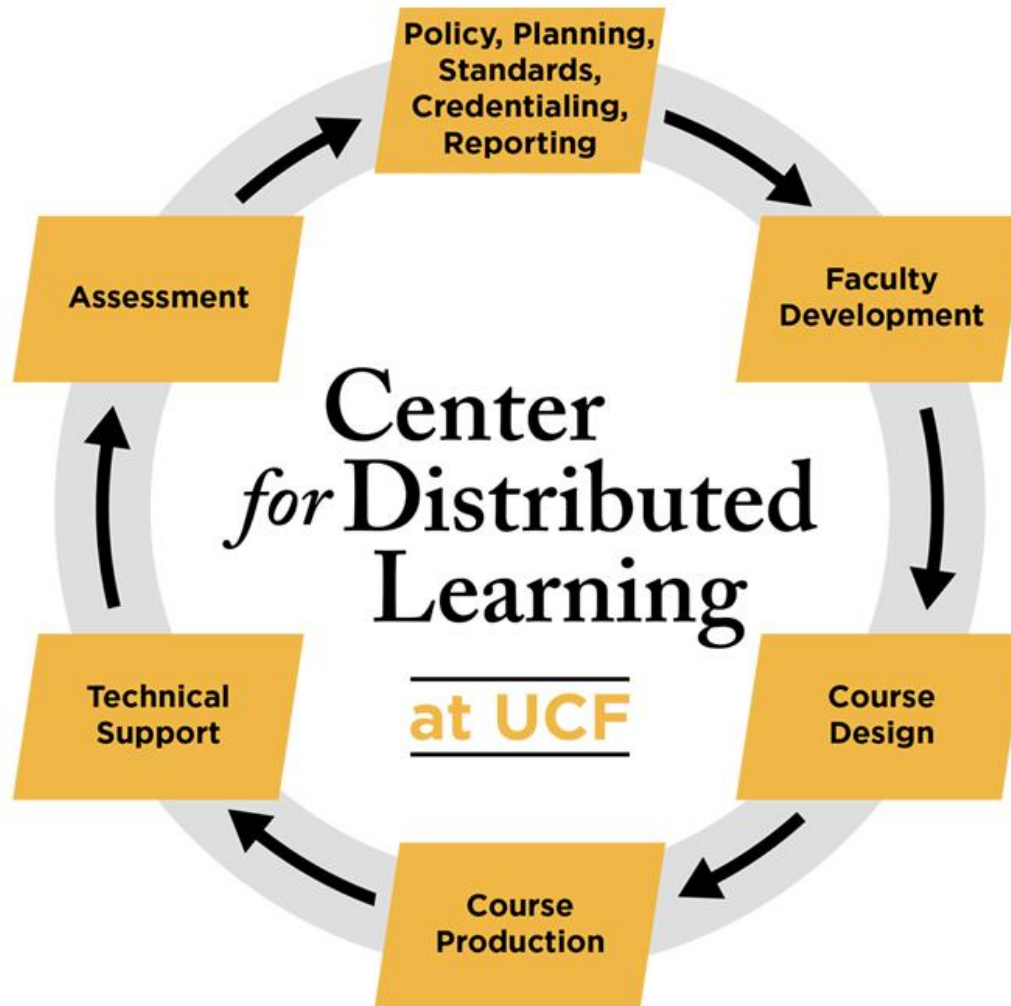 Policy, Planning,
Standards,
Credentialing,
Reporting
Faculty
Development
Course
Design
Course
Production
Technical
Support
Assessment
Center
for Distributed
Learning
at UCF